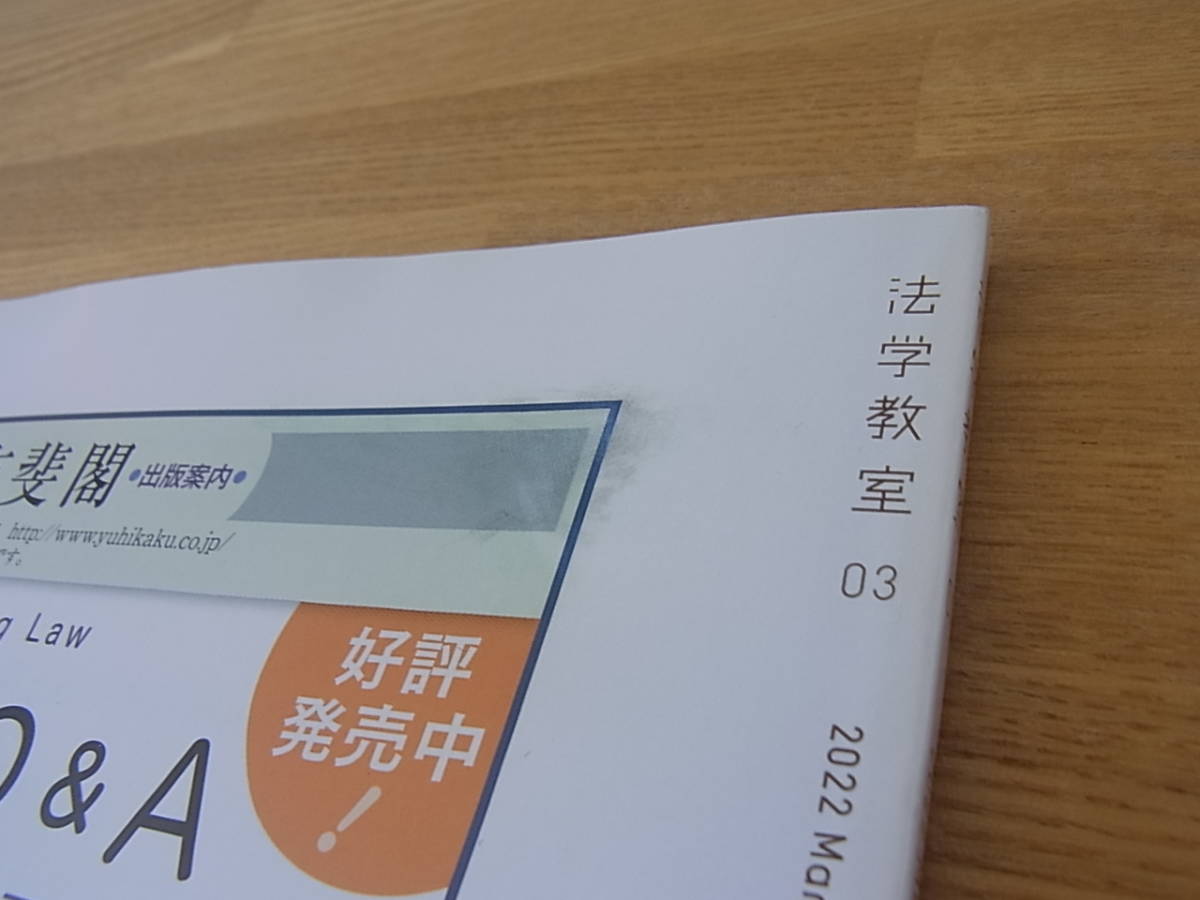 斐閣 ●出版案内●
http://www.yuhikaku.co.jp/
です。
Law
&A
好評
発売中
!
法学教室 03
2022